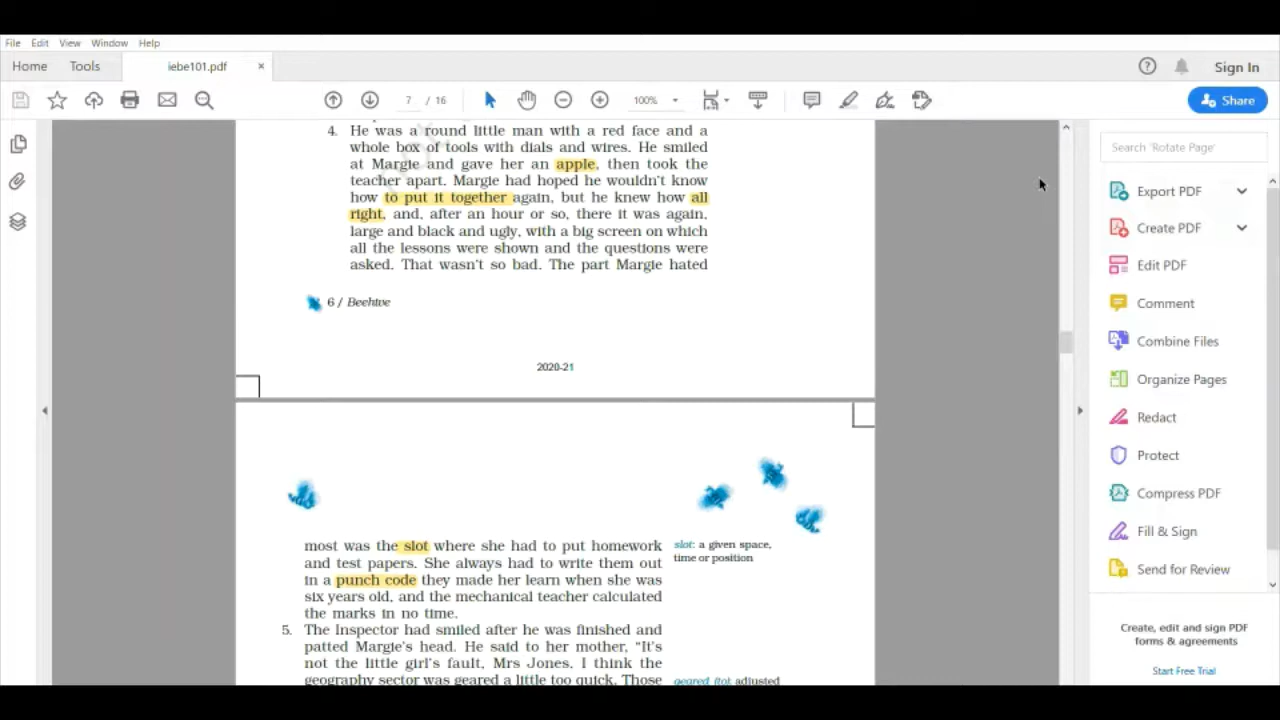 File Edit View Window Help
Home Tools iebe101.pdf × Sign In
7 / 16 100% Share
4. He was a round little man with a red face and a
whole box of tools with dials and wires. He smiled
at Margie and gave her an apple, then took the
teacher apart. Margie had hoped he wouldn't know
how to put it together again, but he knew how all
right, and, after an hour or so, there it was again,
large and black and ugly, with a big screen on which
all the lessons were shown and the questions were
asked. That wasn't so bad. The part Margie hated
6 / Beehive
2020-21
most was the slot where she had to put homework
and test papers. She always had to write them out
in a punch code they made her learn when she was
six years old, and the mechanical teacher calculated
the marks in no time.
5. The Inspector had smiled after he was finished and
patted Margie's head. He said to her mother, “It's
not the little girl's fault, Mrs Jones. I think the
geography sector was geared a little too quick. Those
slot: a given space,
time or position
geared (to): adjusted
Search 'Rotate Page'
Export PDF
Create PDF
Edit PDF
Comment
Combine Files
Organize Pages
Redact
Protect
Compress PDF
Fill & Sign
Send for Review
Create, edit and sign PDF
forms & agreements
Start Free Trial